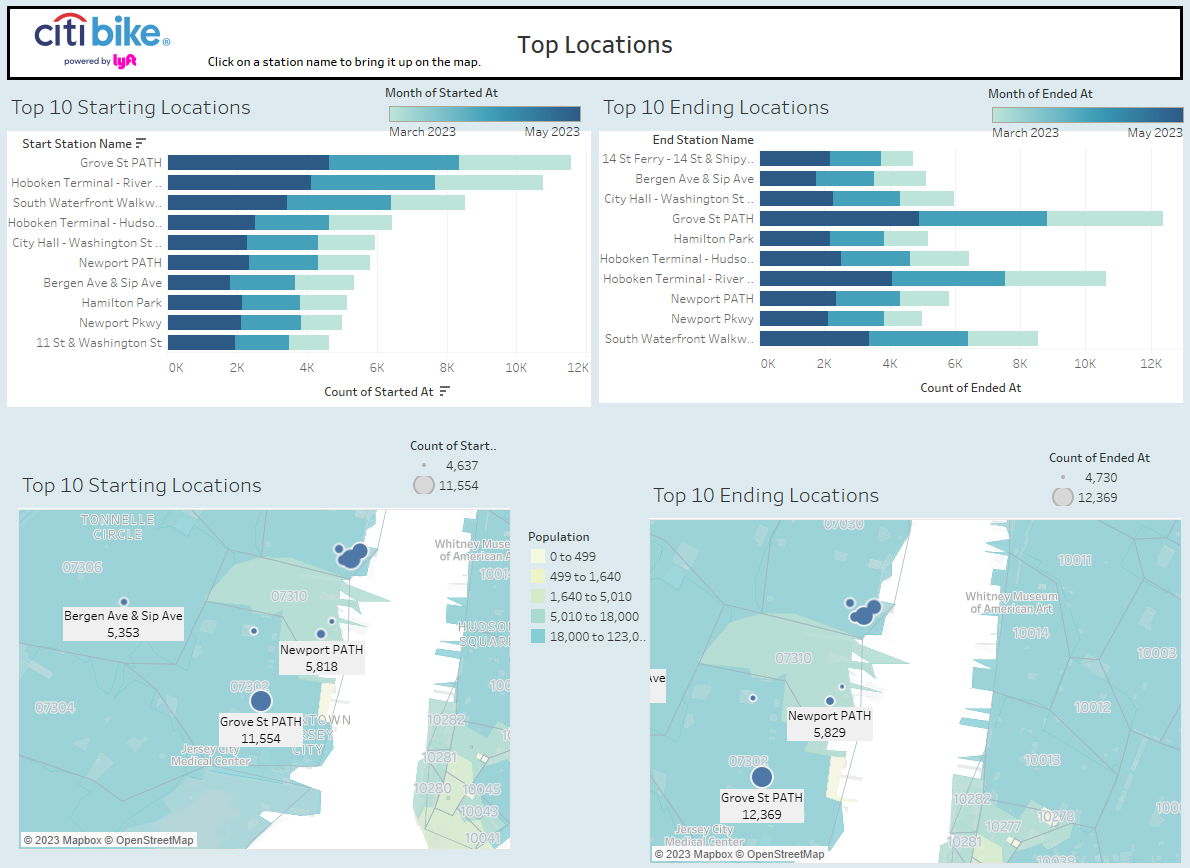 citi bike®
powered by lyft
Click on a station name to bring it up on the map.
Top Locations
Top 10 Starting Locations
Month of Started At
March 2023 May 2023
Start Station Name
Grove St PATH
Hoboken Terminal - River ..
South Waterfront Walkw..
Hoboken Terminal - Hudso..
City Hall - Washington St ..
Newport PATH
Bergen Ave & Sip Ave
Hamilton Park
Newport Pkwy
11 St & Washington St
0K 2K 4K 6K 8K 10K 12K
Count of Started At
Top 10 Ending Locations
Month of Ended At
March 2023 May 2023
End Station Name
14 St Ferry - 14 St & Shipy..
Bergen Ave & Sip Ave
City Hall - Washington St ..
Grove St PATH
Hamilton Park
Hoboken Terminal - Hudso..
Hoboken Terminal - River ..
Newport PATH
Newport Pkwy
South Waterfront Walkw..
0K 2K 4K 6K 8K 10K 12K
Count of Ended At
Top 10 Starting Locations
Count of Start..
4,637
11,554
TONNELLE
CIRCLE
07306
Whitney Muse
of American A
10014
07310
Bergen Ave & Sip Ave
5,353
HUDSO
SQUAR
Newport PATH
5,818
07302
100
07304
Grove St PATH
11,554
NTOWN
RSEY
CITY
10282
Jersey City
Medical Center
10281
10280
10045
10043
10041
© 2023 Mapbox © OpenStreetMap
Population
0 to 499
499 to 1,640
1,640 to 5,010
5,010 to 18,000
18,000 to 123,0..
Top 10 Ending Locations
Count of Ended At
4,730
12,369
07030
10011
Whitney Museum
of American Art
10014
10003
07310
Ave
10012
Newport PATH
5,829
07302
10013
Grove St PATH
12,369
10282
100
10278
10277
Jersey City
Medical Center
10281
10038
© 2023 Mapbox © OpenStreetMap